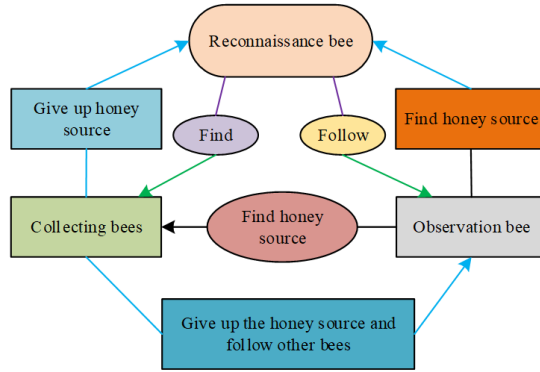 Reconnaissance bee
Give up honey
source
Find
Follow
Find honey source
Collecting bees
Find honey
source
Observation bee
Give up the honey source and
follow other bees